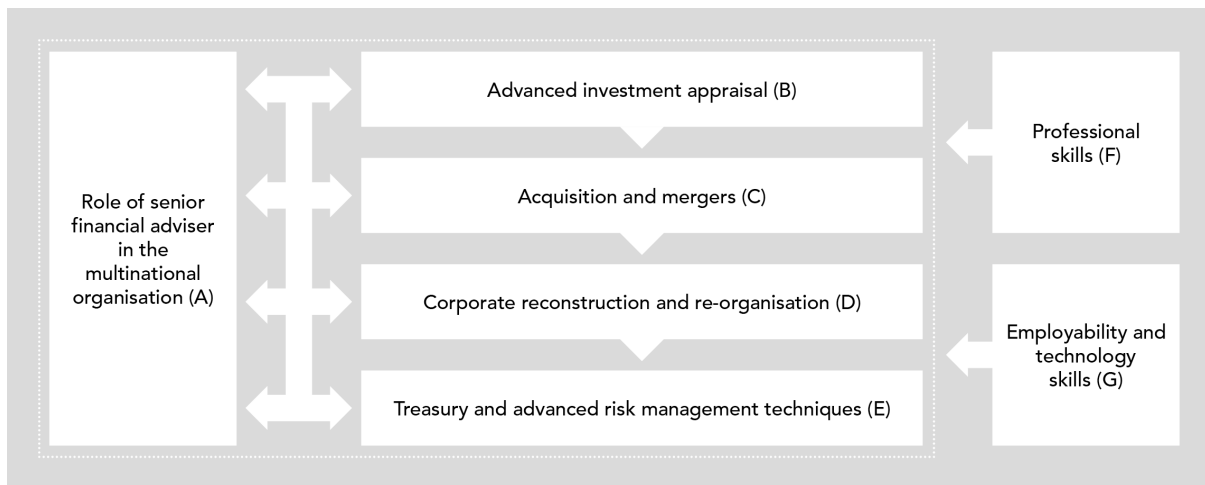 Role of senior
financial adviser
in the
multinational
organisation (A)
Advanced investment appraisal (B)
Acquisition and mergers (C)
Corporate reconstruction and re-organisation (D)
Treasury and advanced risk management techniques (E)
Professional
skills (F)
Employability and
technology
skills (G)